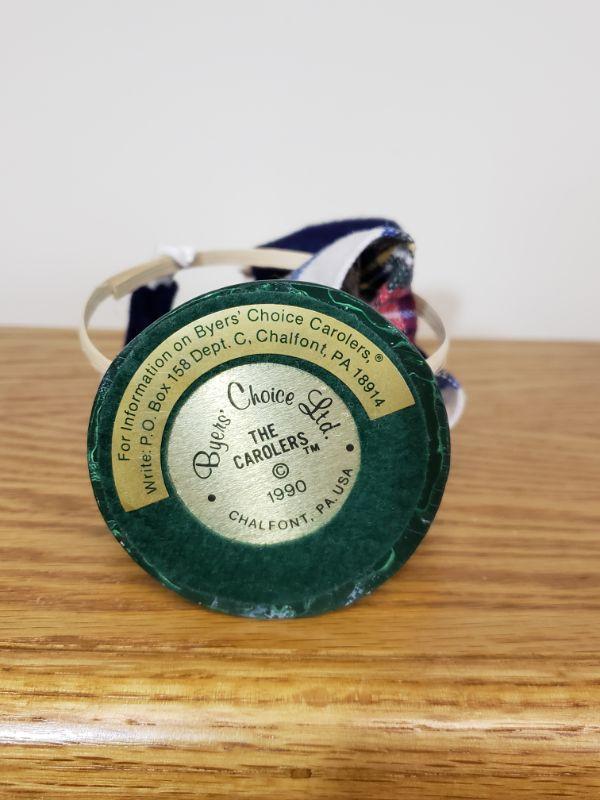 For Information on Byers' Choice Carolers,®
Write: P.O. Box 158 Dept. C, Chalfont, PA 18914
Byers' Choice Ltd.
THE
CAROLERS™
©
1990
CHALFONT, PA. USA